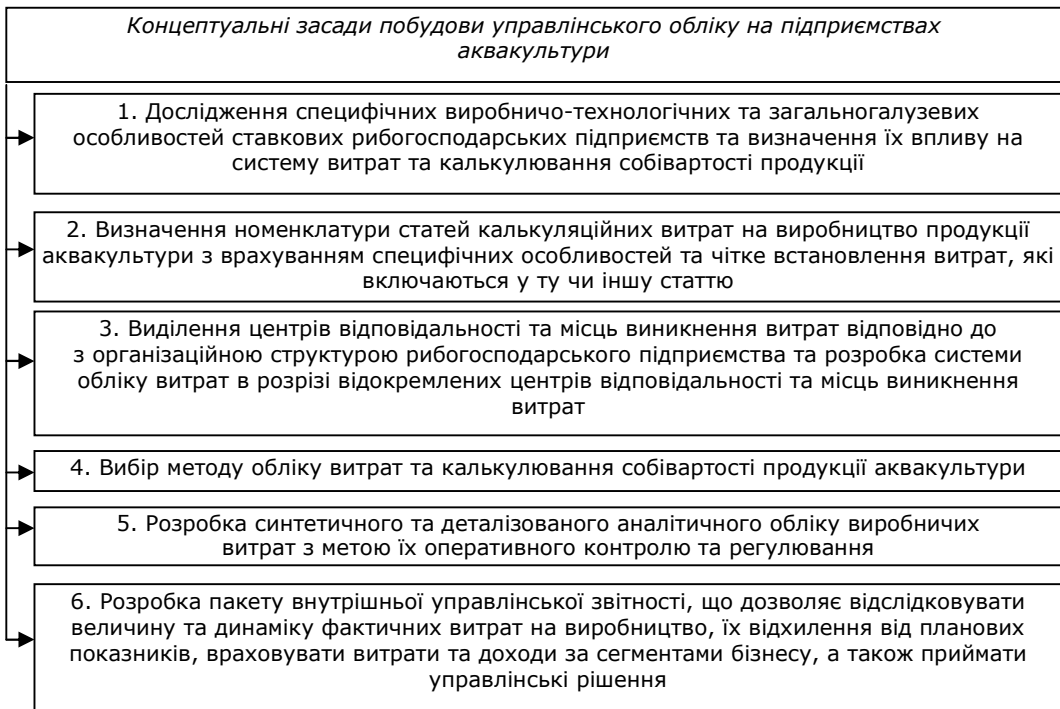 Концептуальні засади побудови управлінського обліку на підприємствах
аквакультури
1. Дослідження специфічних виробничо-технологічних та загальногалузевих
особливостей ставкових рибогосподарських підприємств та визначення їх впливу на
систему витрат та калькулювання собівартості продукції
2. Визначення номенклатури статей калькуляційних витрат на виробництво продукції
аквакультури з врахуванням специфічних особливостей та чітке встановлення витрат, які
включаються у ту чи іншу статтю
3. Виділення центрів відповідальності та місць виникнення витрат відповідно до
з організаційною структурою рибогосподарського підприємства та розробка системи
обліку витрат в розрізі відокремлених центрів відповідальності та місць виникнення
витрат
4. Вибір методу обліку витрат та калькулювання собівартості продукції аквакультури
5. Розробка синтетичного та деталізованого аналітичного обліку виробничих
витрат з метою їх оперативного контролю та регулювання
6. Розробка пакету внутрішньої управлінської звітності, що дозволяє відслідковувати
величину та динаміку фактичних витрат на виробництво, їх відхилення від планових
показників, враховувати витрати та доходи за сегментами бізнесу, а також приймати
управлінські рішення